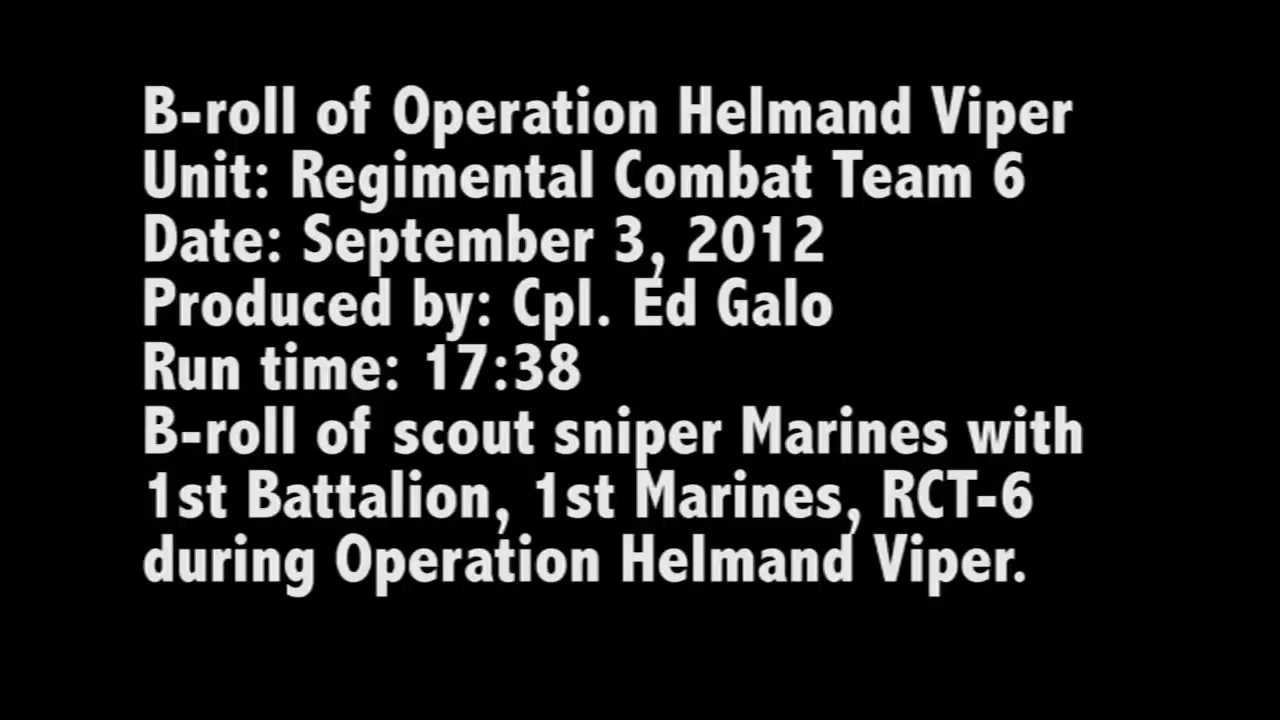 B-roll of Operation Helmand Viper
Unit: Regimental Combat Team 6
Date: September 3, 2012
Produced by: Cpl. Ed Galo
Run time: 17:38
B-roll of scout sniper Marines with
1st Battalion, 1st Marines, RCT-6
during Operation Helmand Viper.